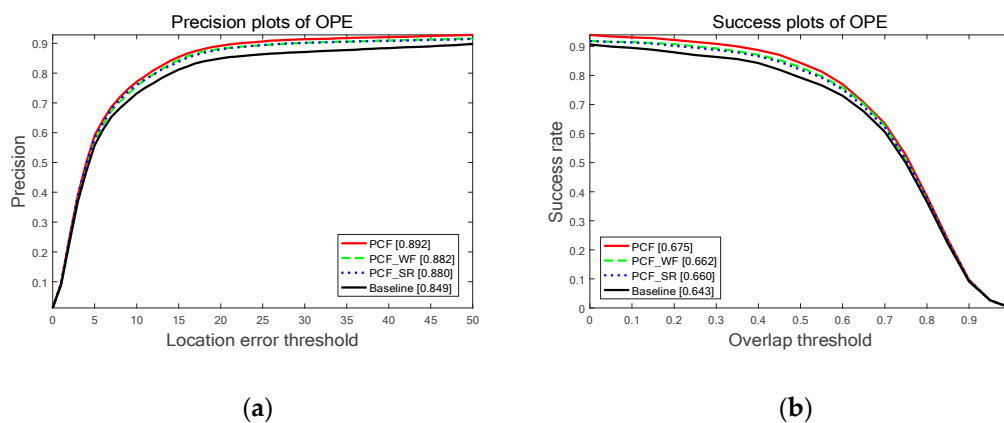 Precision plots of OPE
0.9
0.8
0.7
0.6
0.5
0.4
0.3
0.2
0.1
Precision
0 5 10 15 20 25 30 35 40 45 50
Location error threshold
PCF [0.892]
PCF_WF [0.882]
PCF_SR [0.880]
Baseline [0.849]
(a)
Success plots of OPE
0.9
0.8
0.7
0.6
0.5
0.4
0.3
0.2
0.1
0
Success rate
0 0.1 0.2 0.3 0.4 0.5 0.6 0.7 0.8 0.9
Overlap threshold
PCF [0.675]
PCF_WF [0.662]
PCF_SR [0.660]
Baseline [0.643]
(b)